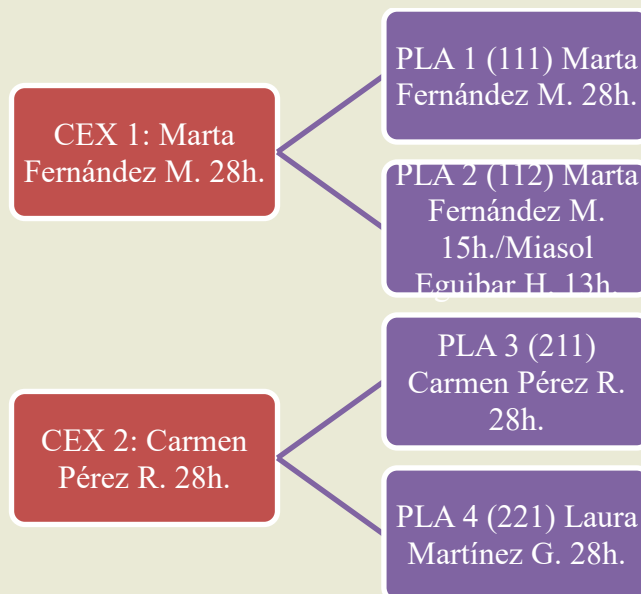 CEX 1: Marta
Fernández M. 28h.
PLA 1 (111) Marta
Fernández M. 28h.
PLA 2 (112) Marta
Fernández M.
15h./Miasol
Eguibar H. 13h.
CEX 2: Carmen
Pérez R. 28h.
PLA 3 (211)
Carmen Pérez R.
28h.
PLA 4 (221) Laura
Martínez G. 28h.